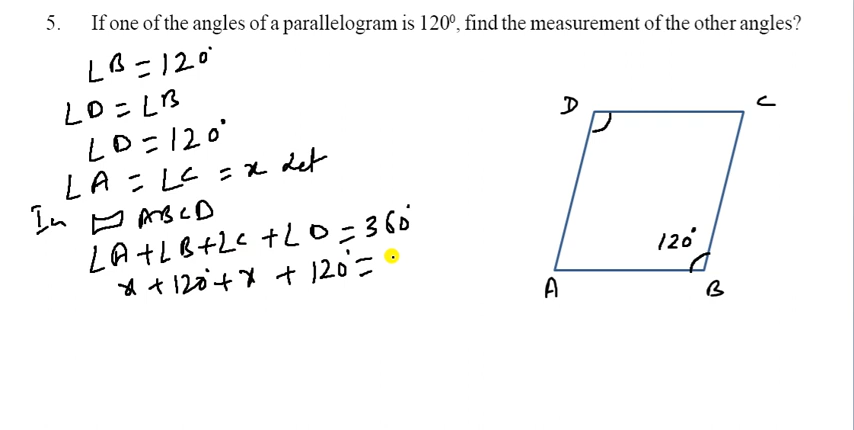 5. If one of the angles of a parallelogram is 120⁰, find the measurement of the other angles?
∠B = 120°
∠D = ∠B
∠D = 120°
∠A = ∠C = x let
In ▱ ABCD
∠A + ∠B + ∠C + ∠D = 360°
x + 120° + x + 120° =
D
C
120°
A
B